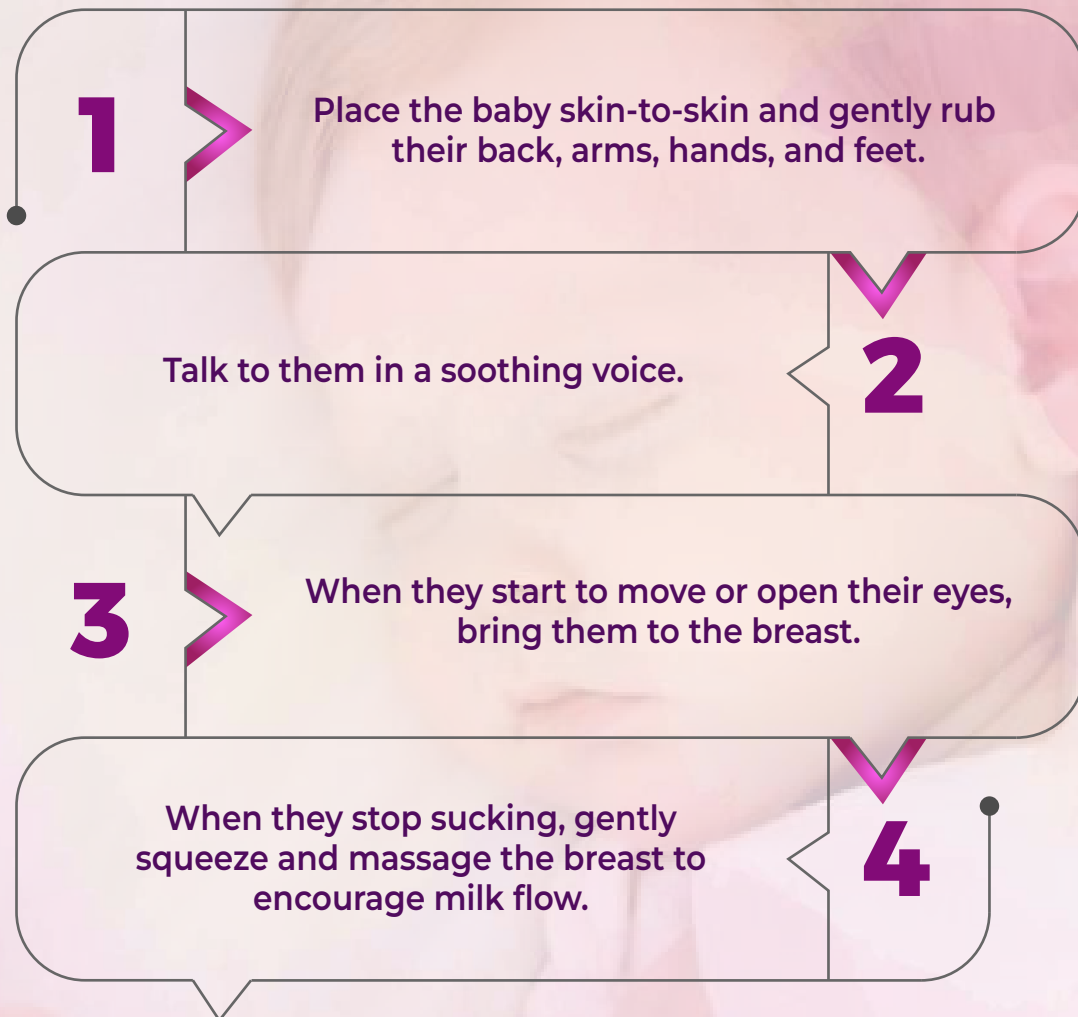 1
Place the baby skin-to-skin and gently rub
their back, arms, hands, and feet.
2
Talk to them in a soothing voice.
3
When they start to move or open their eyes,
bring them to the breast.
4
When they stop sucking, gently
squeeze and massage the breast to
encourage milk flow.